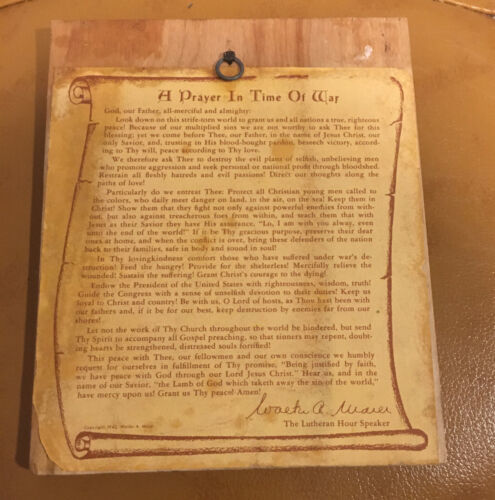 A Prayer In Time Of War
God, our Father, all-merciful and almighty:
Look down on this strife-torn world to grant us and all nations a true, righteous
peace! Because of our multiplied sins we are not worthy to ask Thee for this
blessing; yet we come before Thee, our Father, in the name of Jesus Christ, our
only Savior, and, trusting in His blood-bought pardon, beseech victory, accord-
ing to Thy will, peace according to Thy love.
We therefore ask Thee to destroy the evil plans of selfish, unbelieving men
who promote aggression and seek personal or national profit through bloodshed.
Restrain all fleshly hatreds and evil passions! Direct our thoughts along the
paths of love!
Particularly do we entreat Thee: Protect all Christian young men called to
the colors, who daily meet danger on land, in the air, on the sea! Keep them in
Christ! Show them that they fight not only against powerful enemies from with-
out, but also against treacherous foes from within, and teach them that with
Jesus as their Savior they have His assurance, "Lo, I am with you alway, even
unto the end of the world!" If it be Thy gracious purpose, preserve their dear
ones at home, and when the conflict is over, bring these defenders of the nation
back to their families, safe in body and sound in soul!
In Thy lovingkindness comfort those who have suffered under war's de-
struction! Feed the hungry! Provide for the shelterless! Mercifully relieve the
wounded! Sustain the suffering! Grant Christ's courage to the dying!
Endow the President of the United States with righteousness, wisdom, truth!
Guide the Congress with a sense of unselfish devotion to their duties! Keep us
loyal to Christ and country! Be with us, O Lord of hosts, as Thou hast been with
our fathers and, if it be for our best, keep destruction by enemies far from our
shores!
Let not the work of Thy Church throughout the world be hindered, but send
Thy Spirit to accompany all Gospel preaching, so that sinners may repent, doubt-
ing hearts be strengthened, distressed souls fortified!
This peace with Thee, our fellowmen and our own conscience we humbly
request for ourselves in fulfillment of Thy promise, "Being justified by faith,
we have peace with God through our Lord Jesus Christ." Hear us, and in the
name of our Savior, "the Lamb of God which taketh away the sin of the world,"
have mercy upon us! Grant us Thy peace! Amen!
Walter A. Maier
The Lutheran Hour Speaker
Copyright 1942, Walter A. Maier